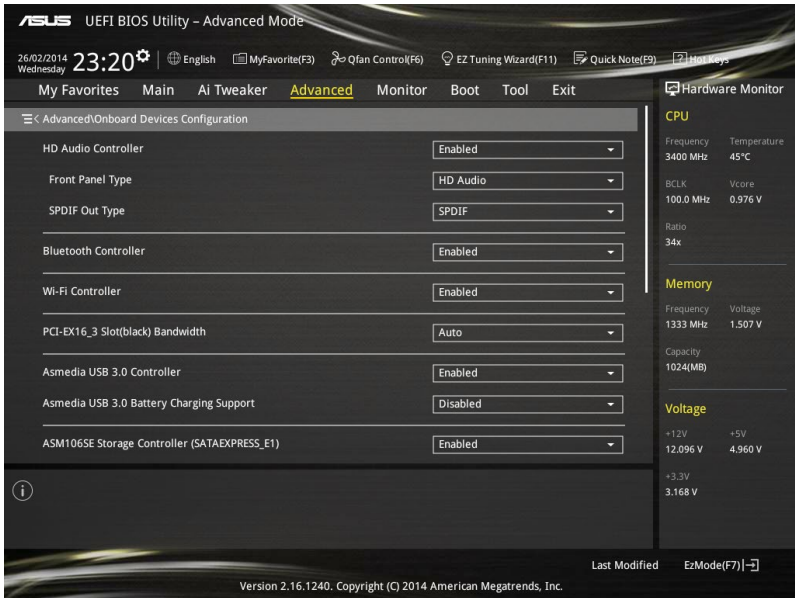 ASUS UEFI BIOS Utility – Advanced Mode
26/02/2014
Wednesday
23:20
English MyFavorite(F3) Qfan Control(F6) EZ Tuning Wizard(F11) Quick Note(F9) ? Hot Keys
My Favorites Main Ai Tweaker Advanced Monitor Boot Tool Exit
Advanced\Onboard Devices Configuration
HD Audio Controller Enabled
Front Panel Type HD Audio
SPDIF Out Type SPDIF
Bluetooth Controller Enabled
Wi-Fi Controller Enabled
PCI-EX16_3 Slot(black) Bandwidth Auto
Asmedia USB 3.0 Controller Enabled
Asmedia USB 3.0 Battery Charging Support Disabled
ASM106SE Storage Controller (SATAEXPRESS_E1) Enabled
Hardware Monitor
CPU
Frequency Temperature
3400 MHz 45°C
BCLK Vcore
100.0 MHz 0.976 V
Ratio
34x
Memory
Frequency Voltage
1333 MHz 1.507 V
Capacity
1024(MB)
Voltage
+12V +5V
12.096 V 4.960 V
+3.3V
3.168 V
Last Modified EzMode(F7)
Version 2.16.1240. Copyright (C) 2014 American Megatrends, Inc.